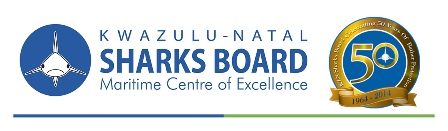 KWAZULU-NATAL
SHARKS BOARD
Maritime Centre of Excellence
50
1964 - 2014